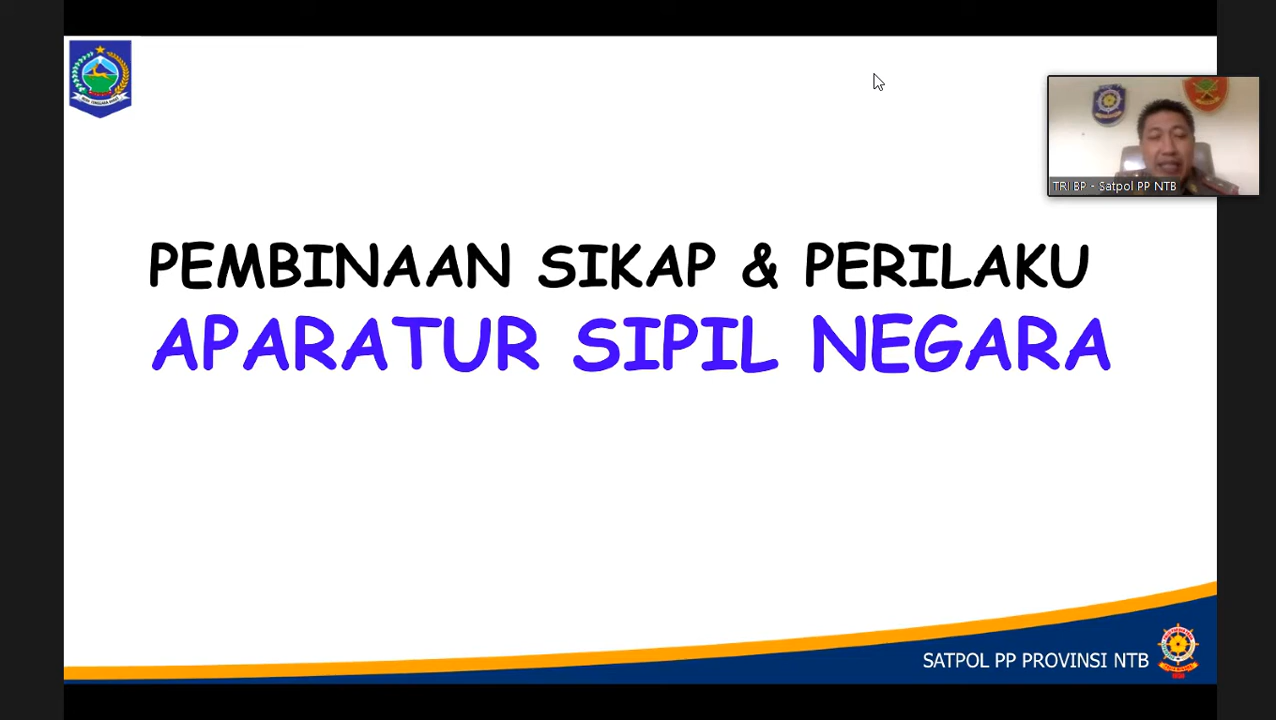 TRI BP - Satpol PP NTB
PEMBINAAN SIKAP & PERILAKU
APARATUR SIPIL NEGARA
SATPOL PP PROVINSI NTB